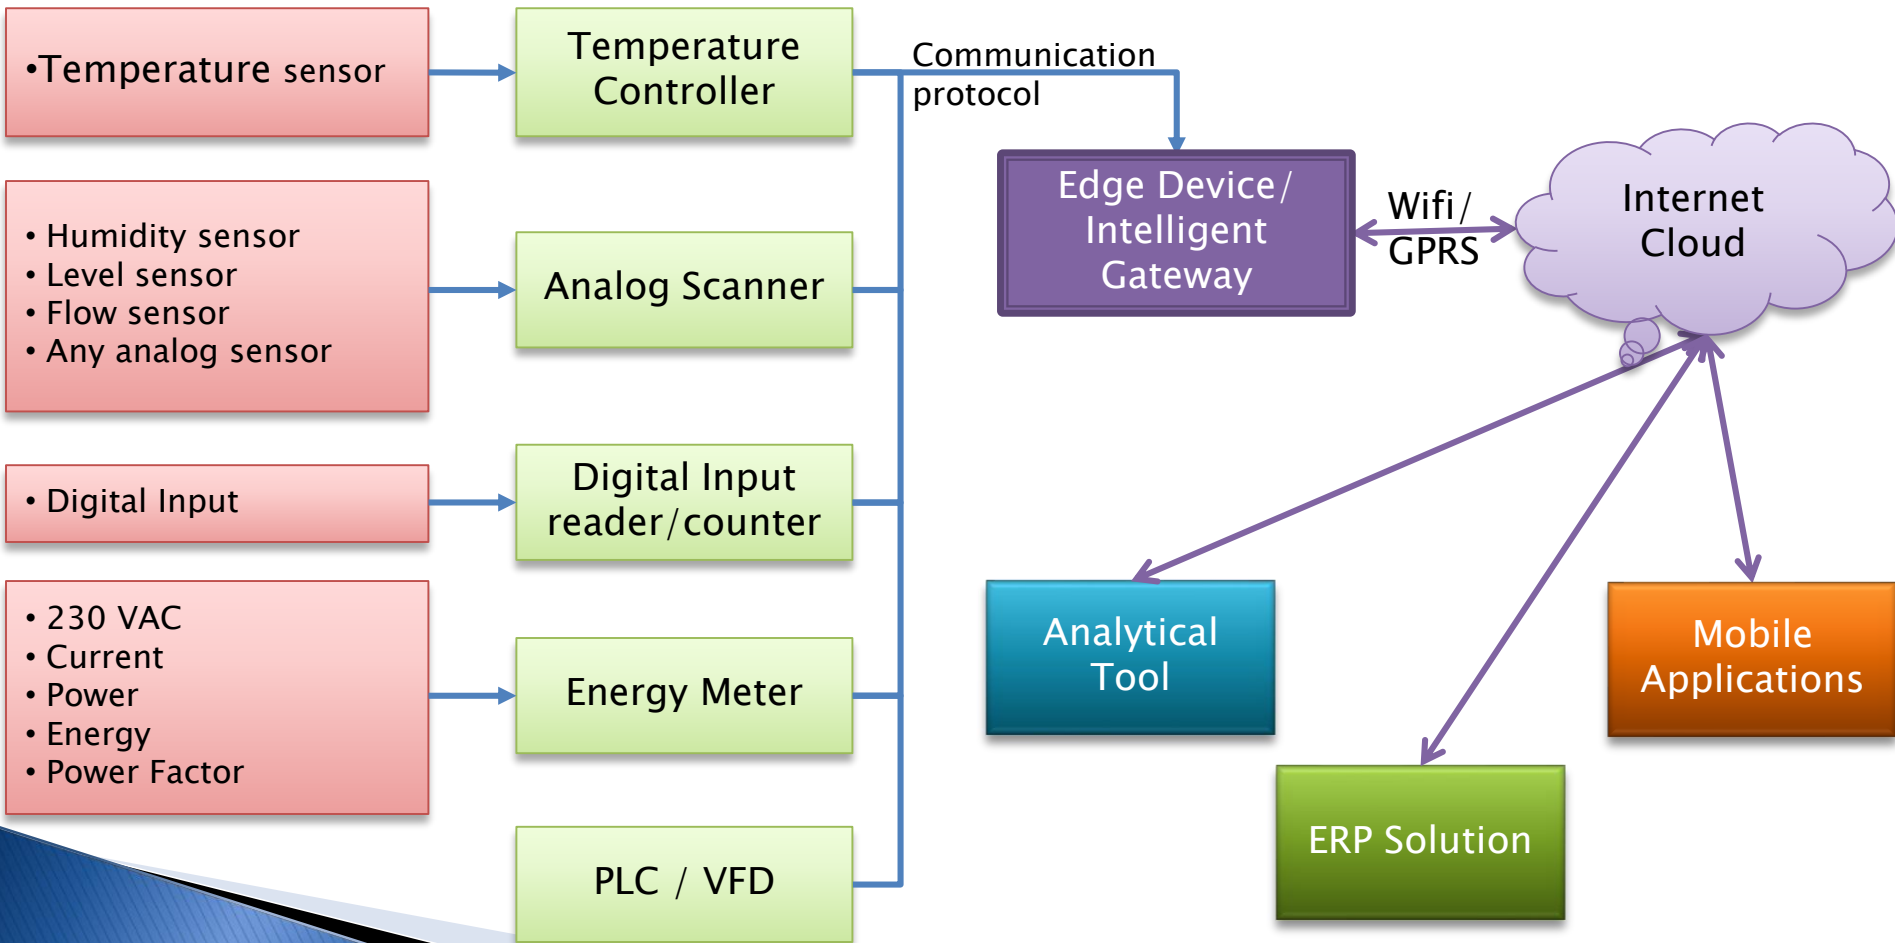 •Temperature sensor
Temperature
Controller
Communication
protocol
• Humidity sensor
• Level sensor
• Flow sensor
• Any analog sensor
Analog Scanner
Edge Device/
Intelligent
Gateway
Wifi/
GPRS
Internet
Cloud
• Digital Input
Digital Input
reader/counter
• 230 VAC
• Current
• Power
• Energy
• Power Factor
Energy Meter
Analytical
Tool
Mobile
Applications
PLC / VFD
ERP Solution